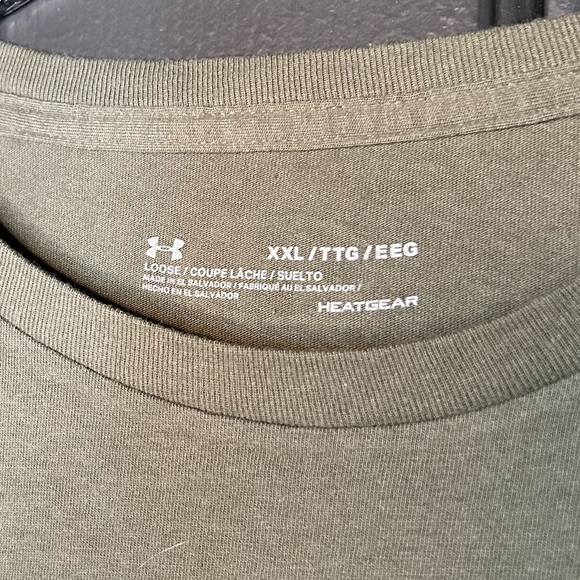 XXL / TTG / EEG
LOOSE / COUPE LÂCHE / SUELTO
MADE IN EL SALVADOR / FABRIQUÉ AU EL SALVADOR /
HECHO EN EL SALVADOR
HEATGEAR